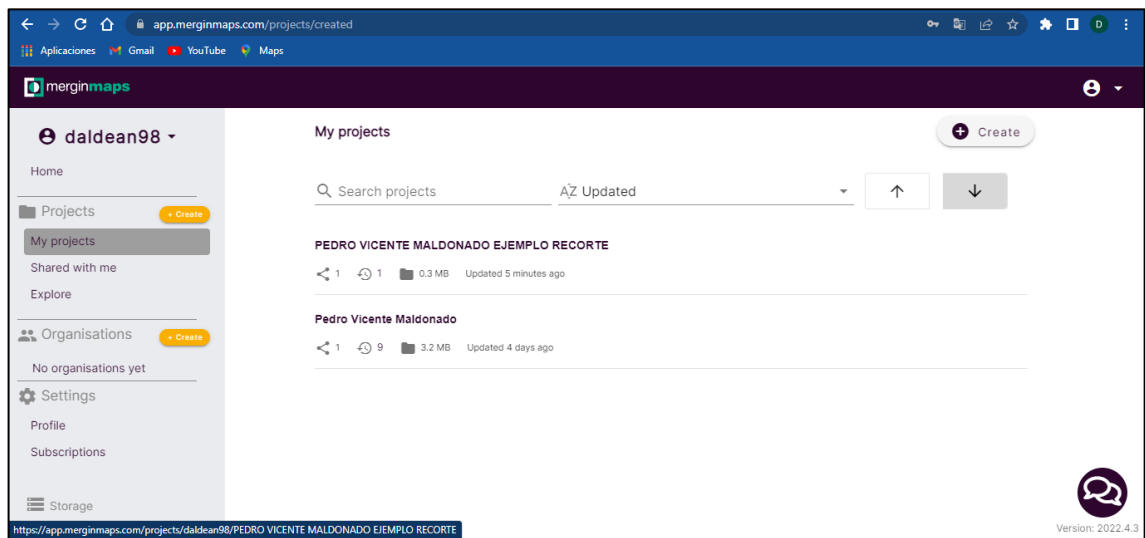 app.merginmaps.com/projects/created
D
Aplicaciones Gmail YouTube Maps
merginmaps
daldean98
Home
Projects + Create
My projects
Shared with me
Explore
Organisations + Create
No organisations yet
Settings
Profile
Subscriptions
Storage
My projects
Create
Search projects
AZ Updated
PEDRO VICENTE MALDONADO EJEMPLO RECORTE
1 1 0.3 MB Updated 5 minutes ago
Pedro Vicente Maldonado
1 9 3.2 MB Updated 4 days ago
https://app.merginmaps.com/projects/daldean98/PEDRO VICENTE MALDONADO EJEMPLO RECORTE
Version: 2022.4.3